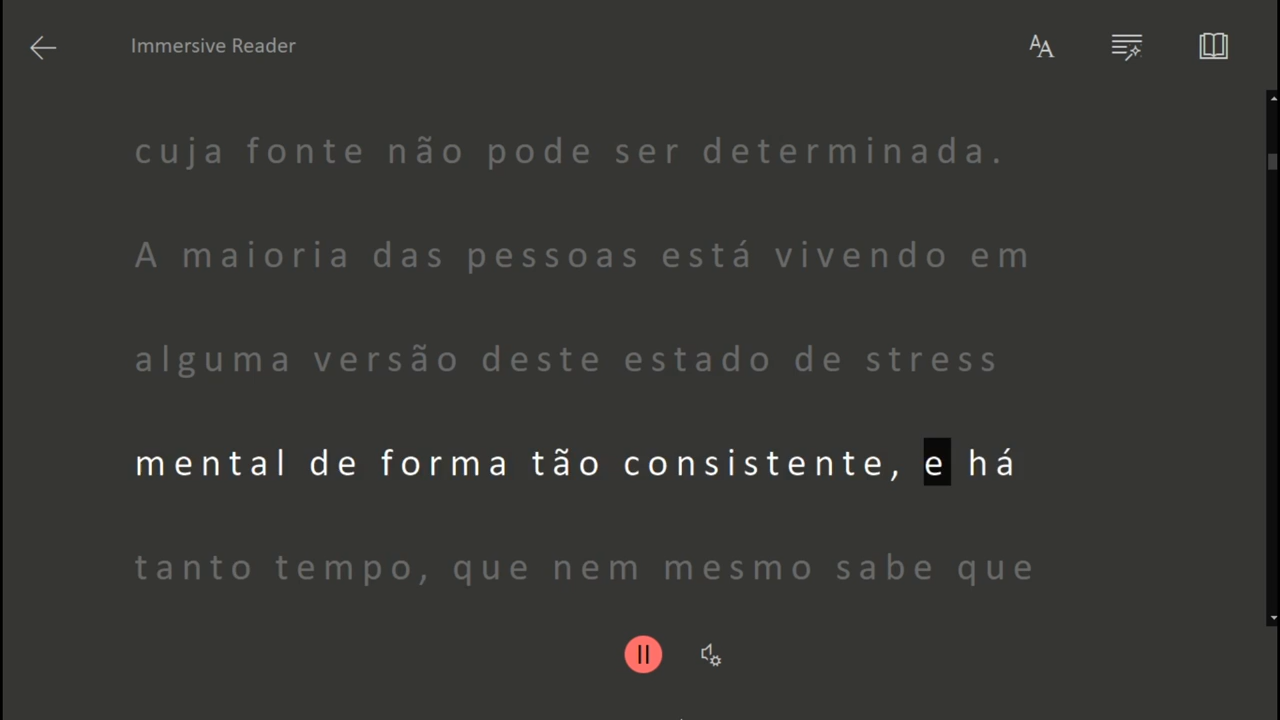 Immersive Reader
cuja fonte não pode ser determinada.
A maioria das pessoas está vivendo em
alguma versão deste estado de stress
mental de forma tão consistente, e há
tanto tempo, que nem mesmo sabe que